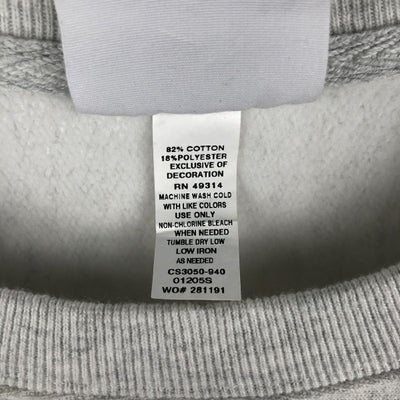 82% COTTON
18%POLYESTER
EXCLUSIVE OF
DECORATION
RN 49314
MACHINE WASH COLD
WITH LIKE COLORS
USE ONLY
NON-CHLORINE BLEACH
WHEN NEEDED
TUMBLE DRY LOW
LOW IRON
AS NEEDED
CS3050-940
01205S
WO# 281191